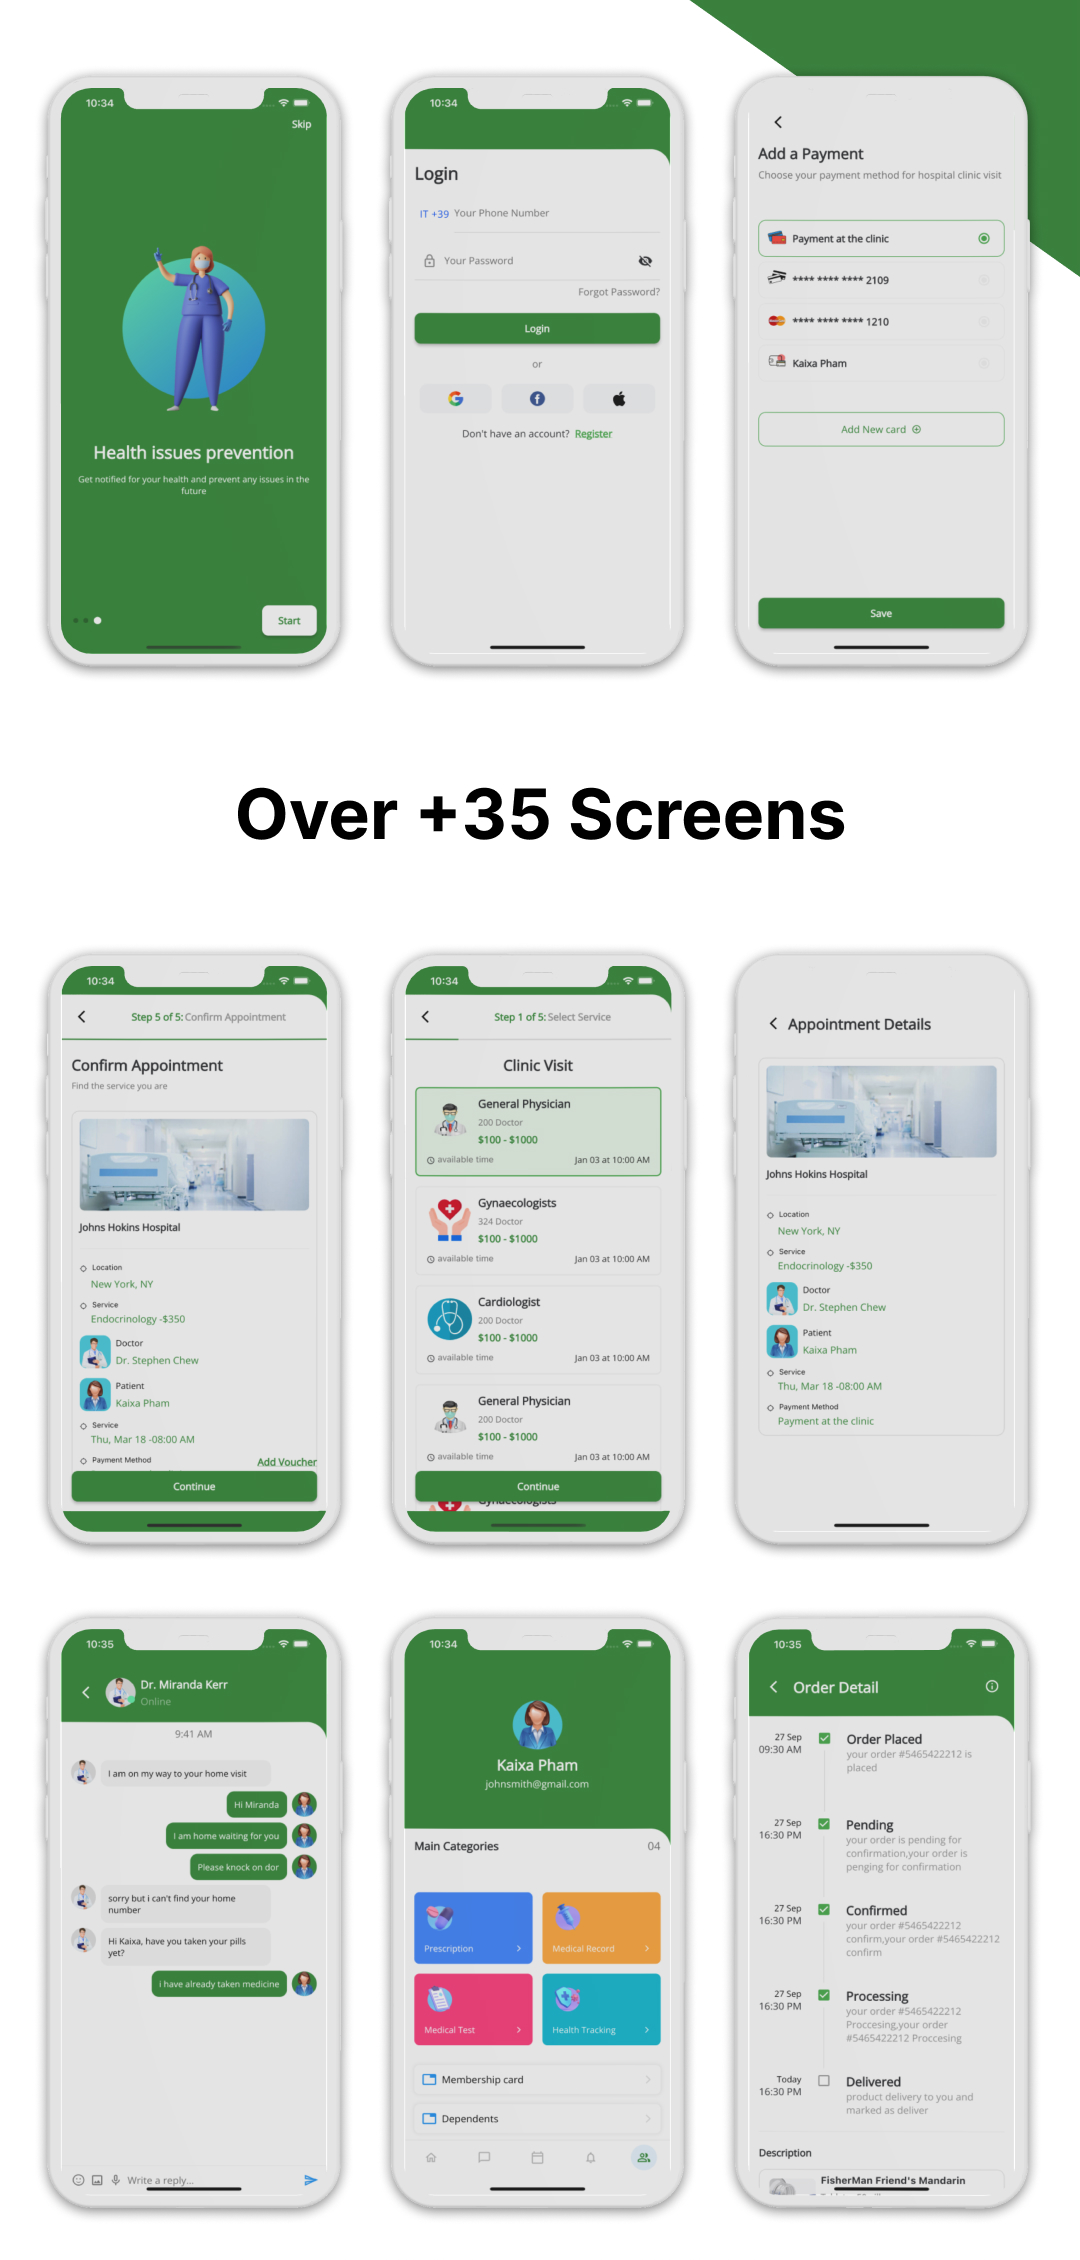 10:34
Skip
Health issues prevention
Get notified for your health and prevent any issues in the
future
Start
10:34
Login
IT +39 Your Phone Number
Your Password
Forgot Password?
Login
or
Don't have an account? Register
Add a Payment
Choose your payment method for hospital clinic visit
Payment at the clinic
**** **** **** 2109
**** **** **** 1210
Kaixa Pham
Add New card
Save
Over +35 Screens
10:34
Step 5 of 5: Confirm Appointment
Confirm Appointment
Find the service you are
Johns Hokins Hospital
Location
New York, NY
Service
Endocrinology -$350
Doctor
Dr. Stephen Chew
Patient
Kaixa Pham
Service
Thu, Mar 18 -08:00 AM
Payment Method
Add Voucher
Continue
10:34
Step 1 of 5: Select Service
Clinic Visit
General Physician
200 Doctor
$100 - $1000
available time Jan 03 at 10:00 AM
Gynaecologists
324 Doctor
$100 - $1000
available time Jan 03 at 10:00 AM
Cardiologist
200 Doctor
$100 - $1000
available time Jan 03 at 10:00 AM
General Physician
200 Doctor
$100 - $1000
available time Jan 03 at 10:00 AM
Continue
Gynaecologists
Appointment Details
Johns Hokins Hospital
Location
New York, NY
Service
Endocrinology -$350
Doctor
Dr. Stephen Chew
Patient
Kaixa Pham
Service
Thu, Mar 18 -08:00 AM
Payment Method
Payment at the clinic
10:35
Dr. Miranda Kerr
Online
9:41 AM
I am on my way to your home visit
Hi Miranda
I am home waiting for you
Please knock on dor
sorry but i can't find your home
number
Hi Kaixa, have you taken your pills
yet?
i have already taken medicine
Write a reply...
10:34
Kaixa Pham
johnsmith@gmail.com
Main Categories 04
Prescription
Medical Record
Medical Test
Health Tracking
Membership card
Dependents
10:35
Order Detail
27 Sep
09:30 AM
Order Placed
your order #5465422212 is
placed
27 Sep
16:30 PM
Pending
your order is pending for
confirmation,your order is
penging for confirmation
27 Sep
16:30 PM
Confirmed
your order #5465422212
confirm,your order #5465422212
confirm
27 Sep
16:30 PM
Processing
your order #5465422212
Proccesing,your order
#5465422212 Proccesing
Today
16:30 PM
Delivered
product delivery to you and
marked as deliver
Description
FisherMan Friend's Mandarin